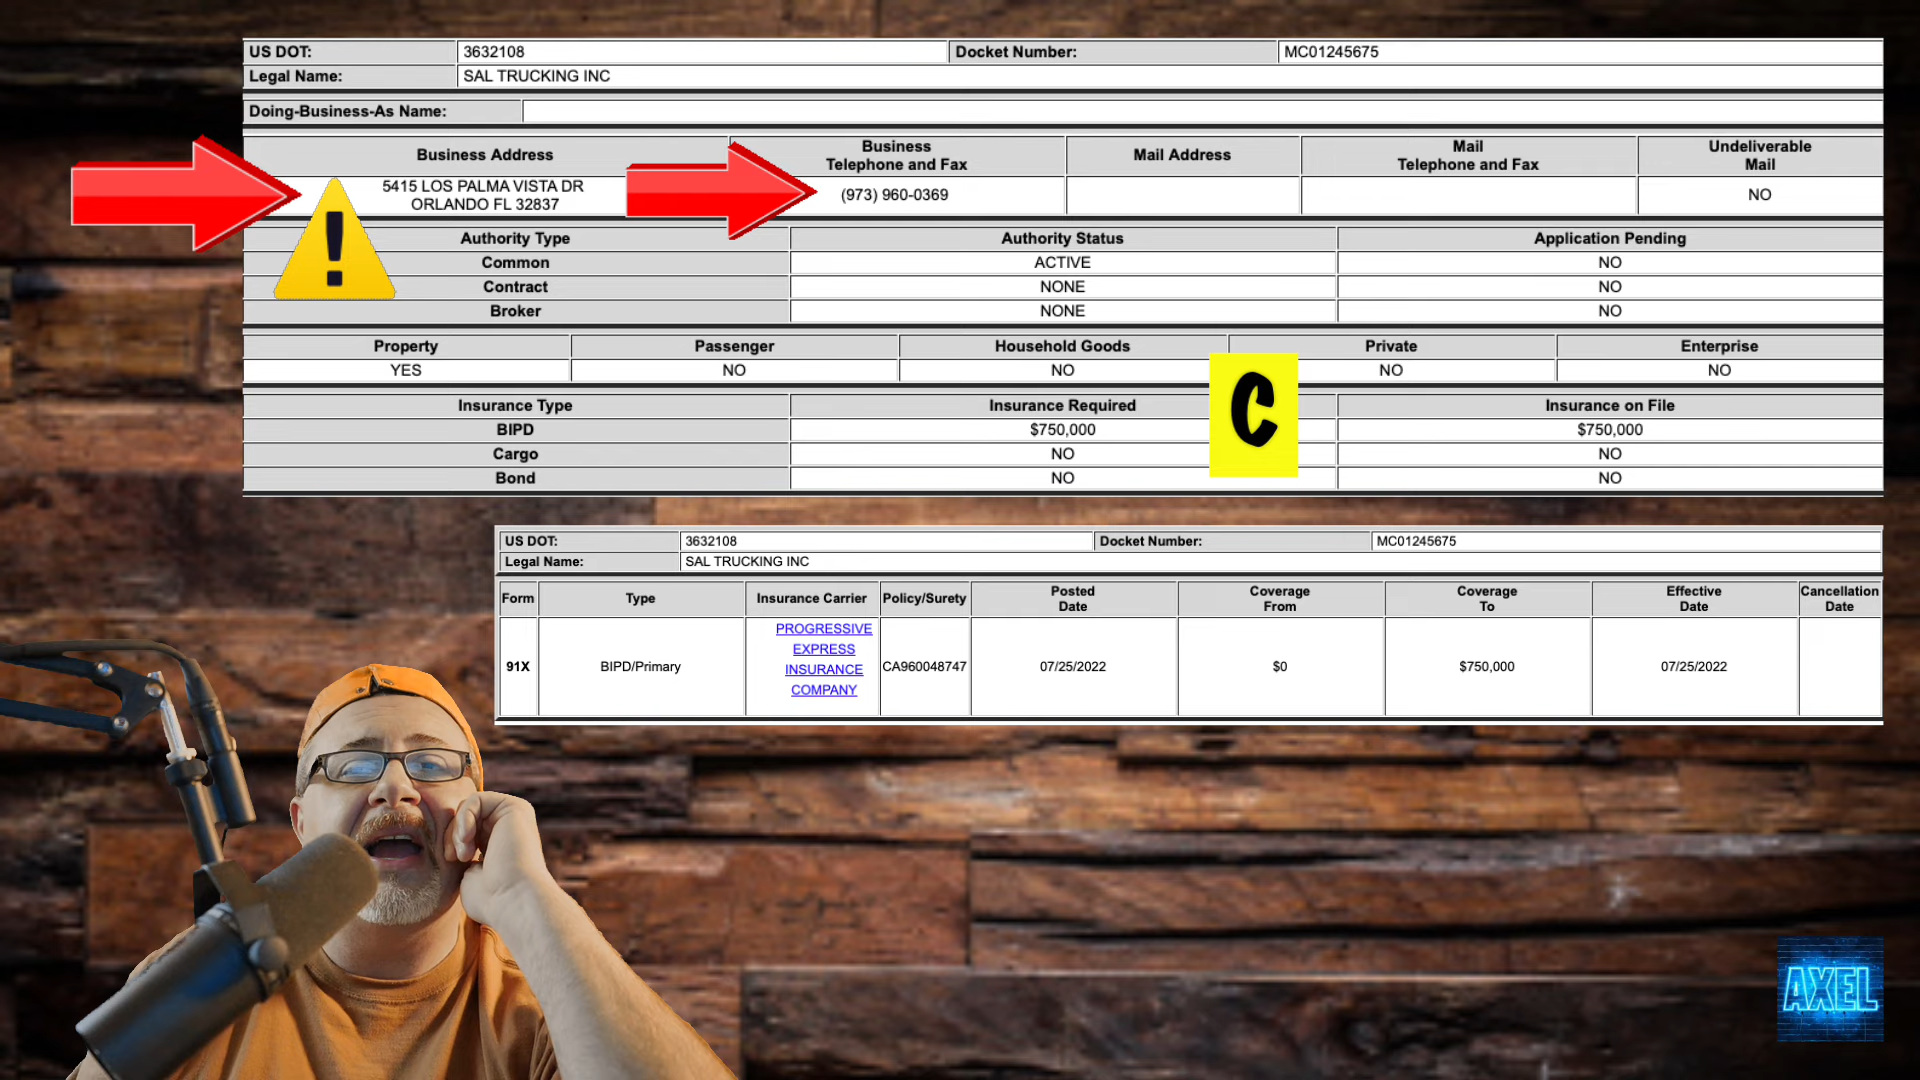 US DOT: 3632108 Docket Number: MC01245675
Legal Name: SAL TRUCKING INC
Doing-Business-As Name:
Business Address Business Telephone and Fax Mail Address Mail Telephone and Fax Undeliverable Mail
5415 LOS PALMA VISTA DR
ORLANDO FL 32837 (973) 960-0369 NO
Authority Type Authority Status Application Pending
Common ACTIVE NO
Contract NONE NO
Broker NONE NO
Property Passenger Household Goods Private Enterprise
YES NO NO NO NO
Insurance Type Insurance Required Insurance on File
BIPD $750,000 $750,000
Cargo NO NO
Bond NO NO
C
US DOT: 3632108 Docket Number: MC01245675
Legal Name: SAL TRUCKING INC
Form Type Insurance Carrier Policy/Surety Posted Date Coverage From Coverage To Effective Date Cancellation Date
91X BIPD/Primary PROGRESSIVE EXPRESS INSURANCE COMPANY CA960048747 07/25/2022 $0 $750,000 07/25/2022
AXEL